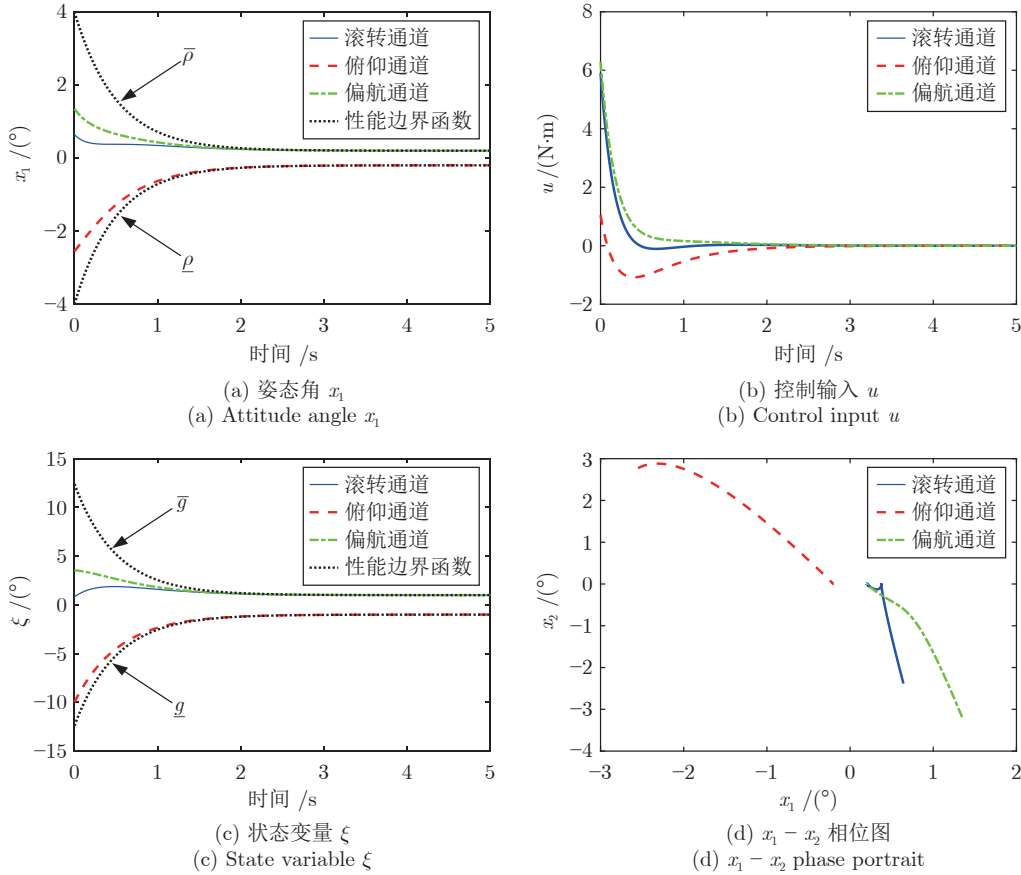 4
2
0
−2
−4
x₁ /(°)
ρ̅
ρ̲
滚转通道
俯仰通道
偏航通道
性能边界函数
0 1 2 3 4 5
时间 /s
(a) 姿态角 x₁
(a) Attitude angle x₁
8
6
4
2
0
−2
u /(N·m)
滚转通道
俯仰通道
偏航通道
0 1 2 3 4 5
时间 /s
(b) 控制输入 u
(b) Control input u
15
10
5
0
−5
−10
−15
ξ /(°)
g̅
g̲
滚转通道
俯仰通道
偏航通道
性能边界函数
0 1 2 3 4 5
时间 /s
(c) 状态变量 ξ
(c) State variable ξ
3
2
1
0
−1
−2
−3
−4
x₂ /(°)
滚转通道
俯仰通道
偏航通道
−3 −2 −1 0 1 2
x₁ /(°)
(d) x₁ − x₂ 相位图
(d) x₁ − x₂ phase portrait